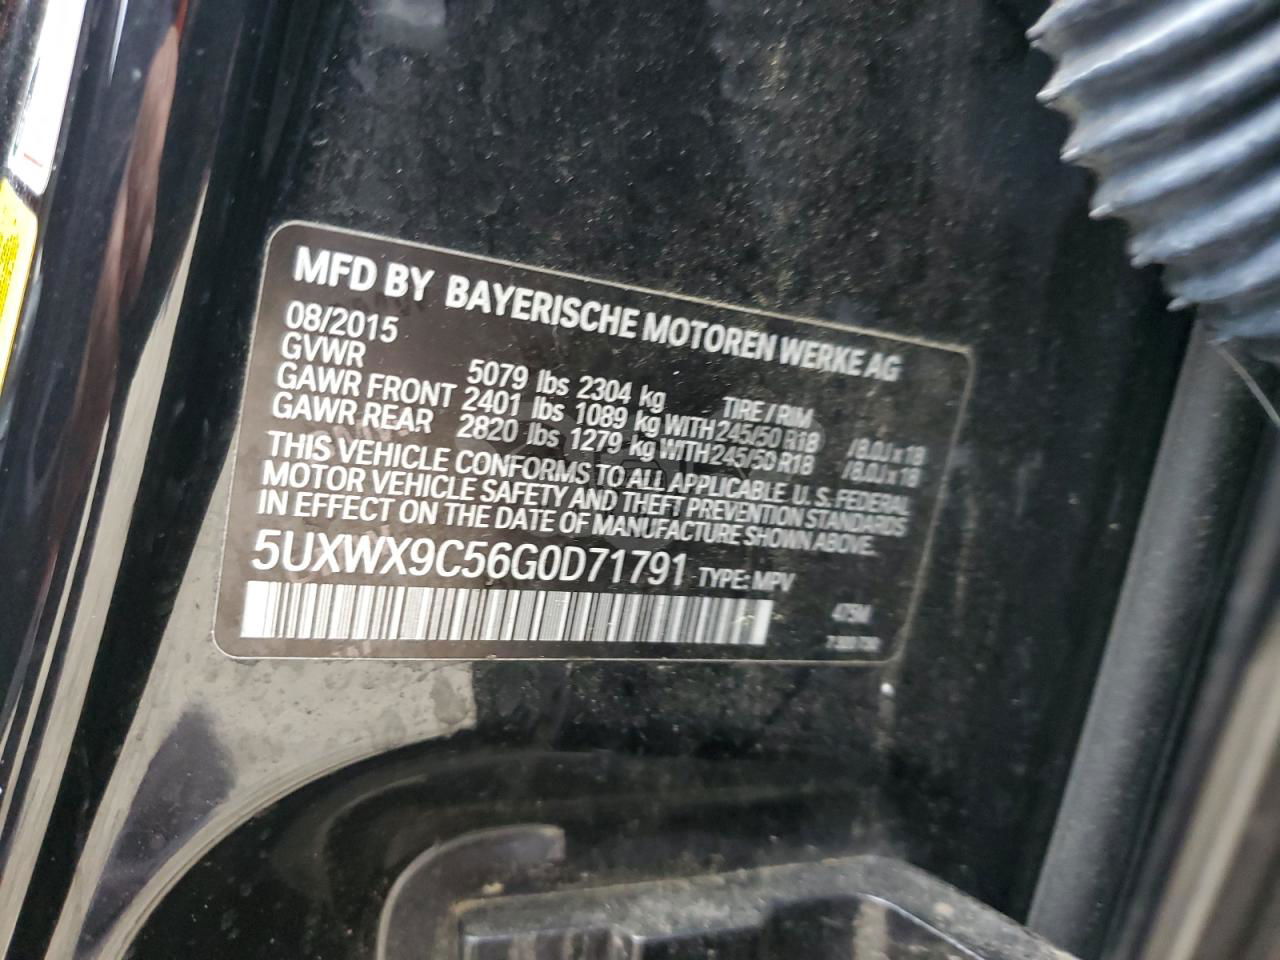 MFD BY BAYERISCHE MOTOREN WERKE AG
08/2015
GVWR 5079 lbs 2304 kg TIRE / RIM
GAWR FRONT 2401 lbs 1089 kg WITH 245/50 R18 /8.0J x 18
GAWR REAR 2820 lbs 1279 kg WITH 245/50 R18 /8.0J x 18
THIS VEHICLE CONFORMS TO ALL APPLICABLE U.S. FEDERAL
MOTOR VEHICLE SAFETY AND THEFT PREVENTION STANDARDS
IN EFFECT ON THE DATE OF MANUFACTURE SHOWN ABOVE.
5UXWX9C56G0D71791 TYPE: MPV
475M